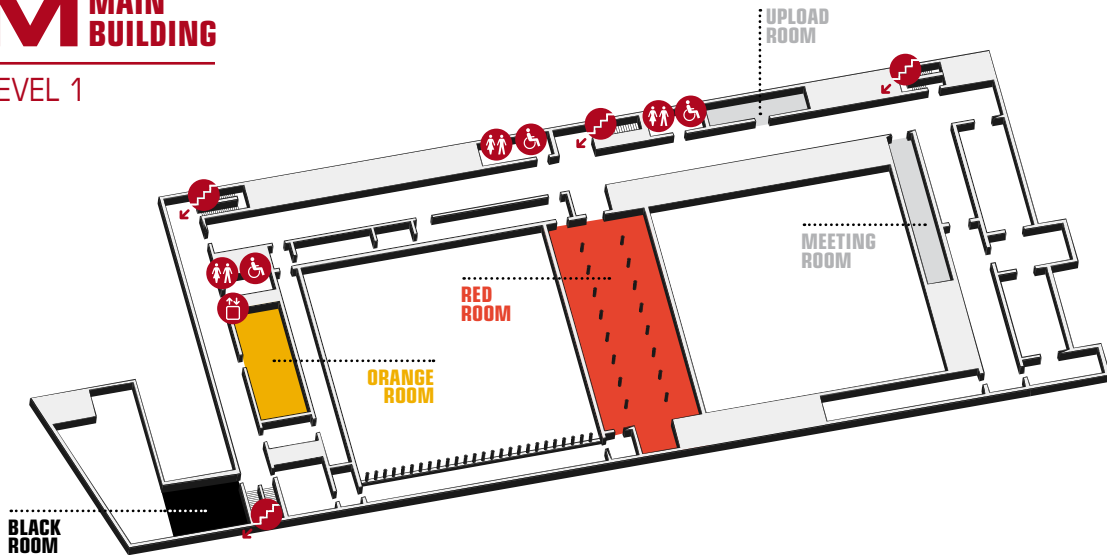 M MAIN
BUILDING
EVEL 1
UPLOAD
ROOM
MEETING
ROOM
RED
ROOM
ORANGE
ROOM
BLACK
ROOM